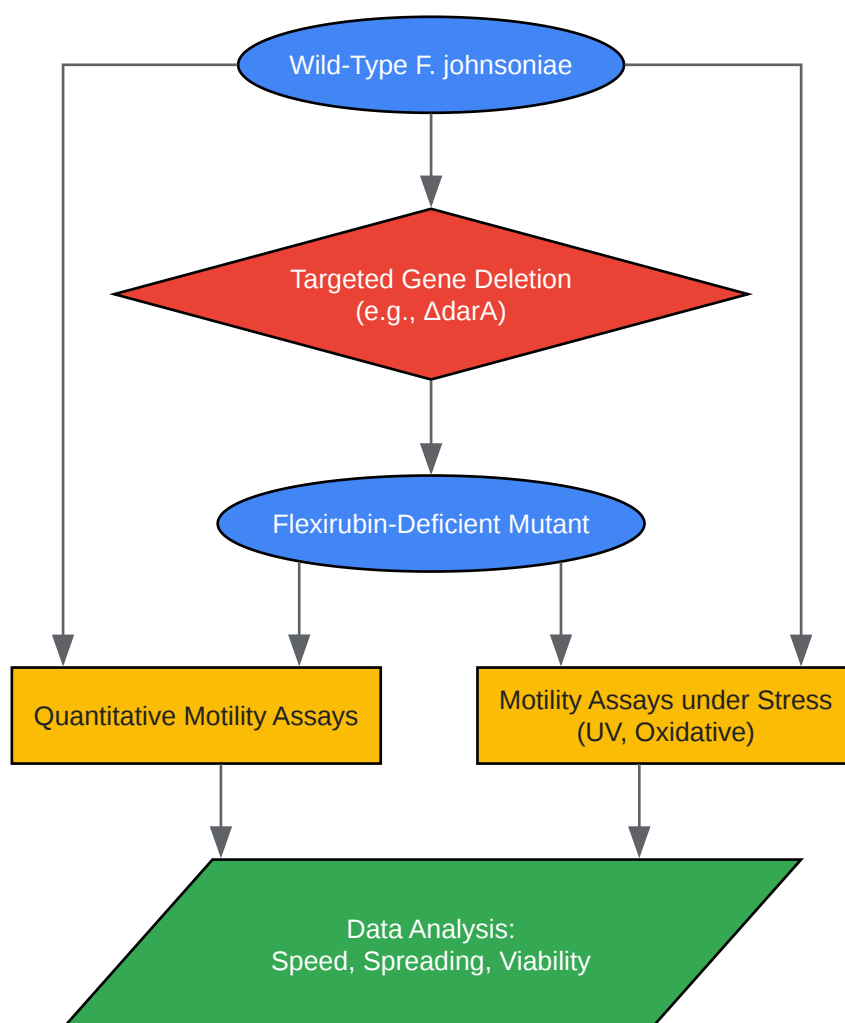 Wild-Type F. johnsoniae
Targeted Gene Deletion
(e.g., ΔdarA)
Flexirubin-Deficient Mutant
Quantitative Motility Assays
Motility Assays under Stress
(UV, Oxidative)
Data Analysis:
Speed, Spreading, Viability